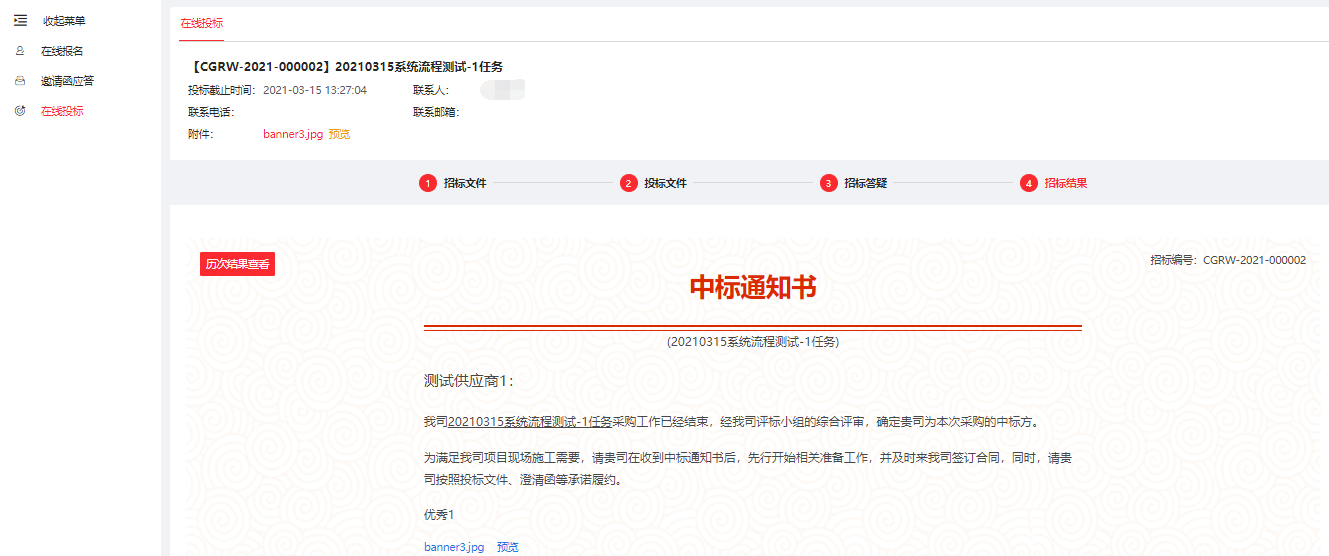 收起菜单
在线报名
邀请函应答
在线投标
在线投标
【CGRW-2021-000002】20210315系统流程测试-1任务
投标截止时间： 2021-03-15 13:27:04 联系人：
联系电话： 联系邮箱：
附件： banner3.jpg 预览
1 招标文件 2 投标文件 3 招标答疑 4 招标结果
历次结果查看
招标编号：CGRW-2021-000002
中标通知书
(20210315系统流程测试-1任务)
测试供应商1：
我司20210315系统流程测试-1任务采购工作已经结束，经我司评标小组的综合评审，确定贵司为本次采购的中标方。
为满足我司项目现场施工需要，请贵司在收到中标通知书后，先行开始相关准备工作，并及时来我司签订合同，同时，请贵
司按照投标文件、澄清函等承诺履约。
优秀1
banner3.jpg 预览